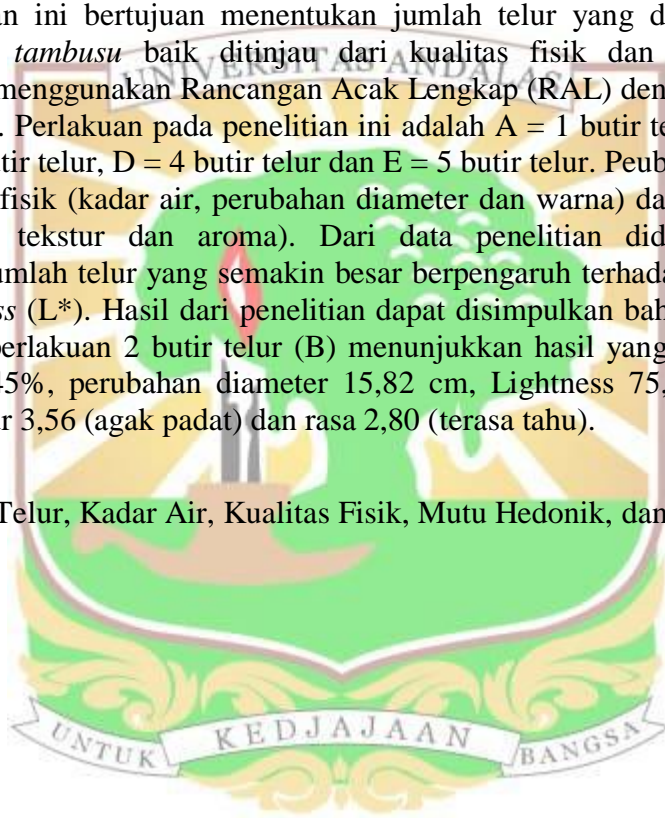 an ini bertujuan menentukan jumlah telur yang d
tambusu baik ditinjau dari kualitas fisik dan
UNIVERSITAS ANDALAS
menggunakan Rancangan Acak Lengkap (RAL) den
. Perlakuan pada penelitian ini adalah A = 1 butir te
tir telur, D = 4 butir telur dan E = 5 butir telur. Peub
fisik (kadar air, perubahan diameter dan warna) da
tekstur dan aroma). Dari data penelitian did
umlah telur yang semakin besar berpengaruh terhada
ss (L*). Hasil dari penelitian dapat disimpulkan bah
perlakuan 2 butir telur (B) menunjukkan hasil yang
45%, perubahan diameter 15,82 cm, Lightness 75,
ur 3,56 (agak padat) dan rasa 2,80 (terasa tahu).
Telur, Kadar Air, Kualitas Fisik, Mutu Hedonik, dan
UNTUK KEDJAJAAN BANGSA